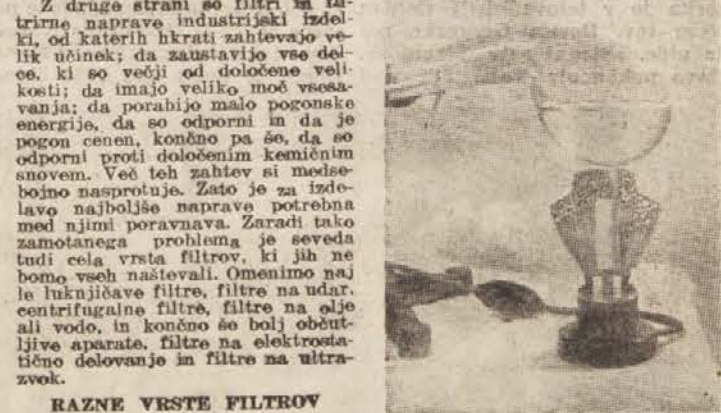 Z druge strani so filtri in fil-
trirne naprave industrijski izdel-
ki, od katerih hkrati zahtevajo ve-
lik učinek; da zaustavijo vse del-
ce, ki so večji od določene veli-
kosti; da imajo veliko moč vsesa-
vanja; da porabijo malo pogonske
energije, da so odporni in da je
pogon cenen, končno pa še, da so
odporni proti določenim kemičnim
snovem. Več teh zahtev si medse-
bojno nasprotuje. Zato je za izde-
lavo najboljše naprave potrebna
med njimi poravnava. Zaradi tako
zamotanega problema je seveda
tudi cela vrsta filtrov, ki jih ne
bomo vseh naštevali. Omenimo naj
le luknjičave filtre, filtre na udar,
centrifugalne filtre, filtre na olje
ali vodo, in končno še bolj občut-
ljive aparate, filtre na elektrosta-
tično delovanje in filtre na ultra-
zvok.
RAZNE VRSTE FILTROV